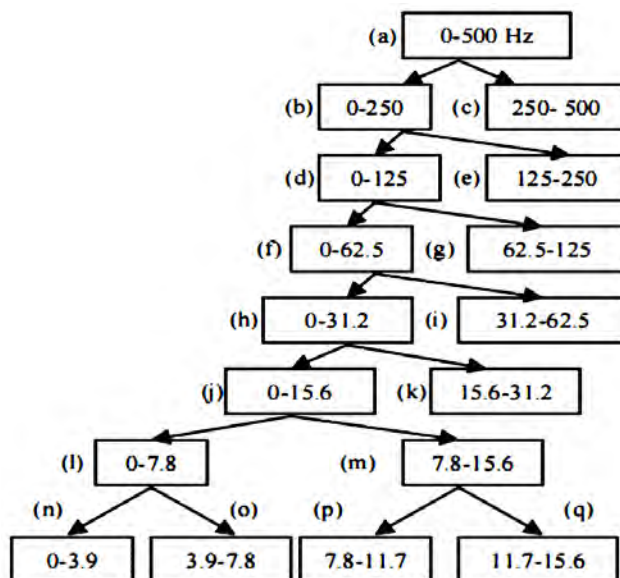 (a) 0-500 Hz
(b) 0-250 (c) 250- 500
(d) 0-125 (e) 125-250
(f) 0-62.5 (g) 62.5-125
(h) 0-31.2 (i) 31.2-62.5
(j) 0-15.6 (k) 15.6-31.2
(l) 0-7.8 (m) 7.8-15.6
(n) (o) (p) (q)
0-3.9 3.9-7.8 7.8-11.7 11.7-15.6